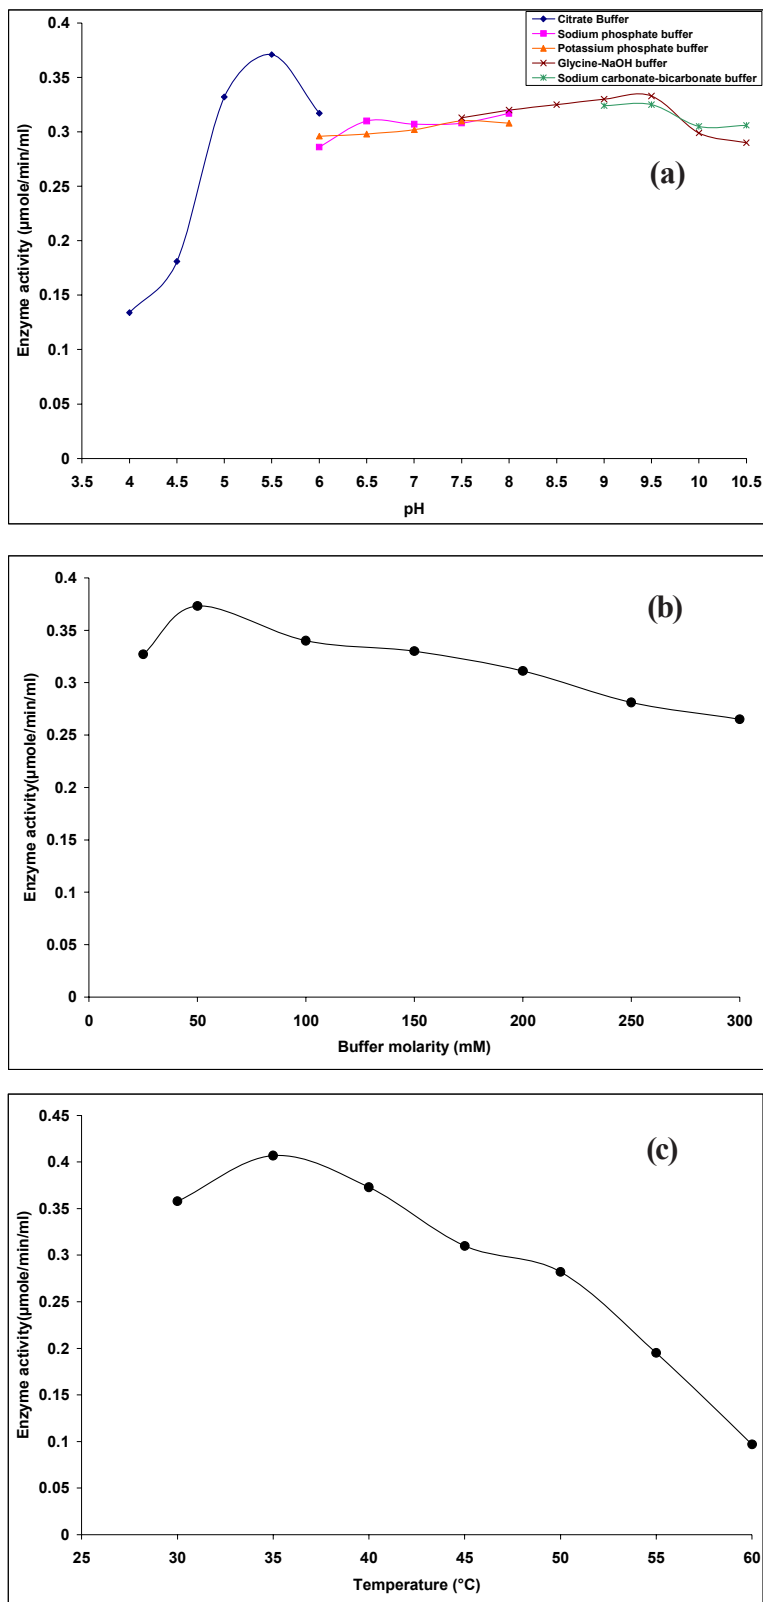 0.4
0.35
0.3
0.25
0.2
0.15
0.1
0.05
0
Enzyme activity (µmole/min/ml)
Citrate Buffer
Sodium phosphate buffer
Potassium phosphate buffer
Glycine-NaOH buffer
Sodium carbonate-bicarbonate buffer
(a)
3.5 4 4.5 5 5.5 6 6.5 7 7.5 8 8.5 9 9.5 10 10.5
pH
0.4
0.35
0.3
0.25
0.2
0.15
0.1
0.05
0
Enzyme activity(µmole/min/ml)
(b)
0 50 100 150 200 250 300
Buffer molarity (mM)
0.45
0.4
0.35
0.3
0.25
0.2
0.15
0.1
0.05
0
Enzyme activity(µmole/min/ml)
(c)
25 30 35 40 45 50 55 60
Temperature (°C)